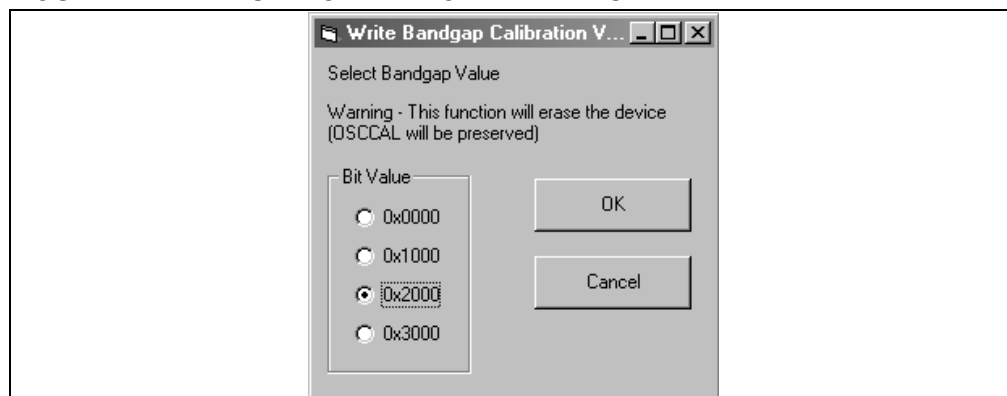 Write Bandgap Calibration V...
Select Bandgap Value
Warning - This function will erase the device
(OSCCAL will be preserved)
Bit Value
0x0000
OK
0x1000
0x2000
Cancel
0x3000